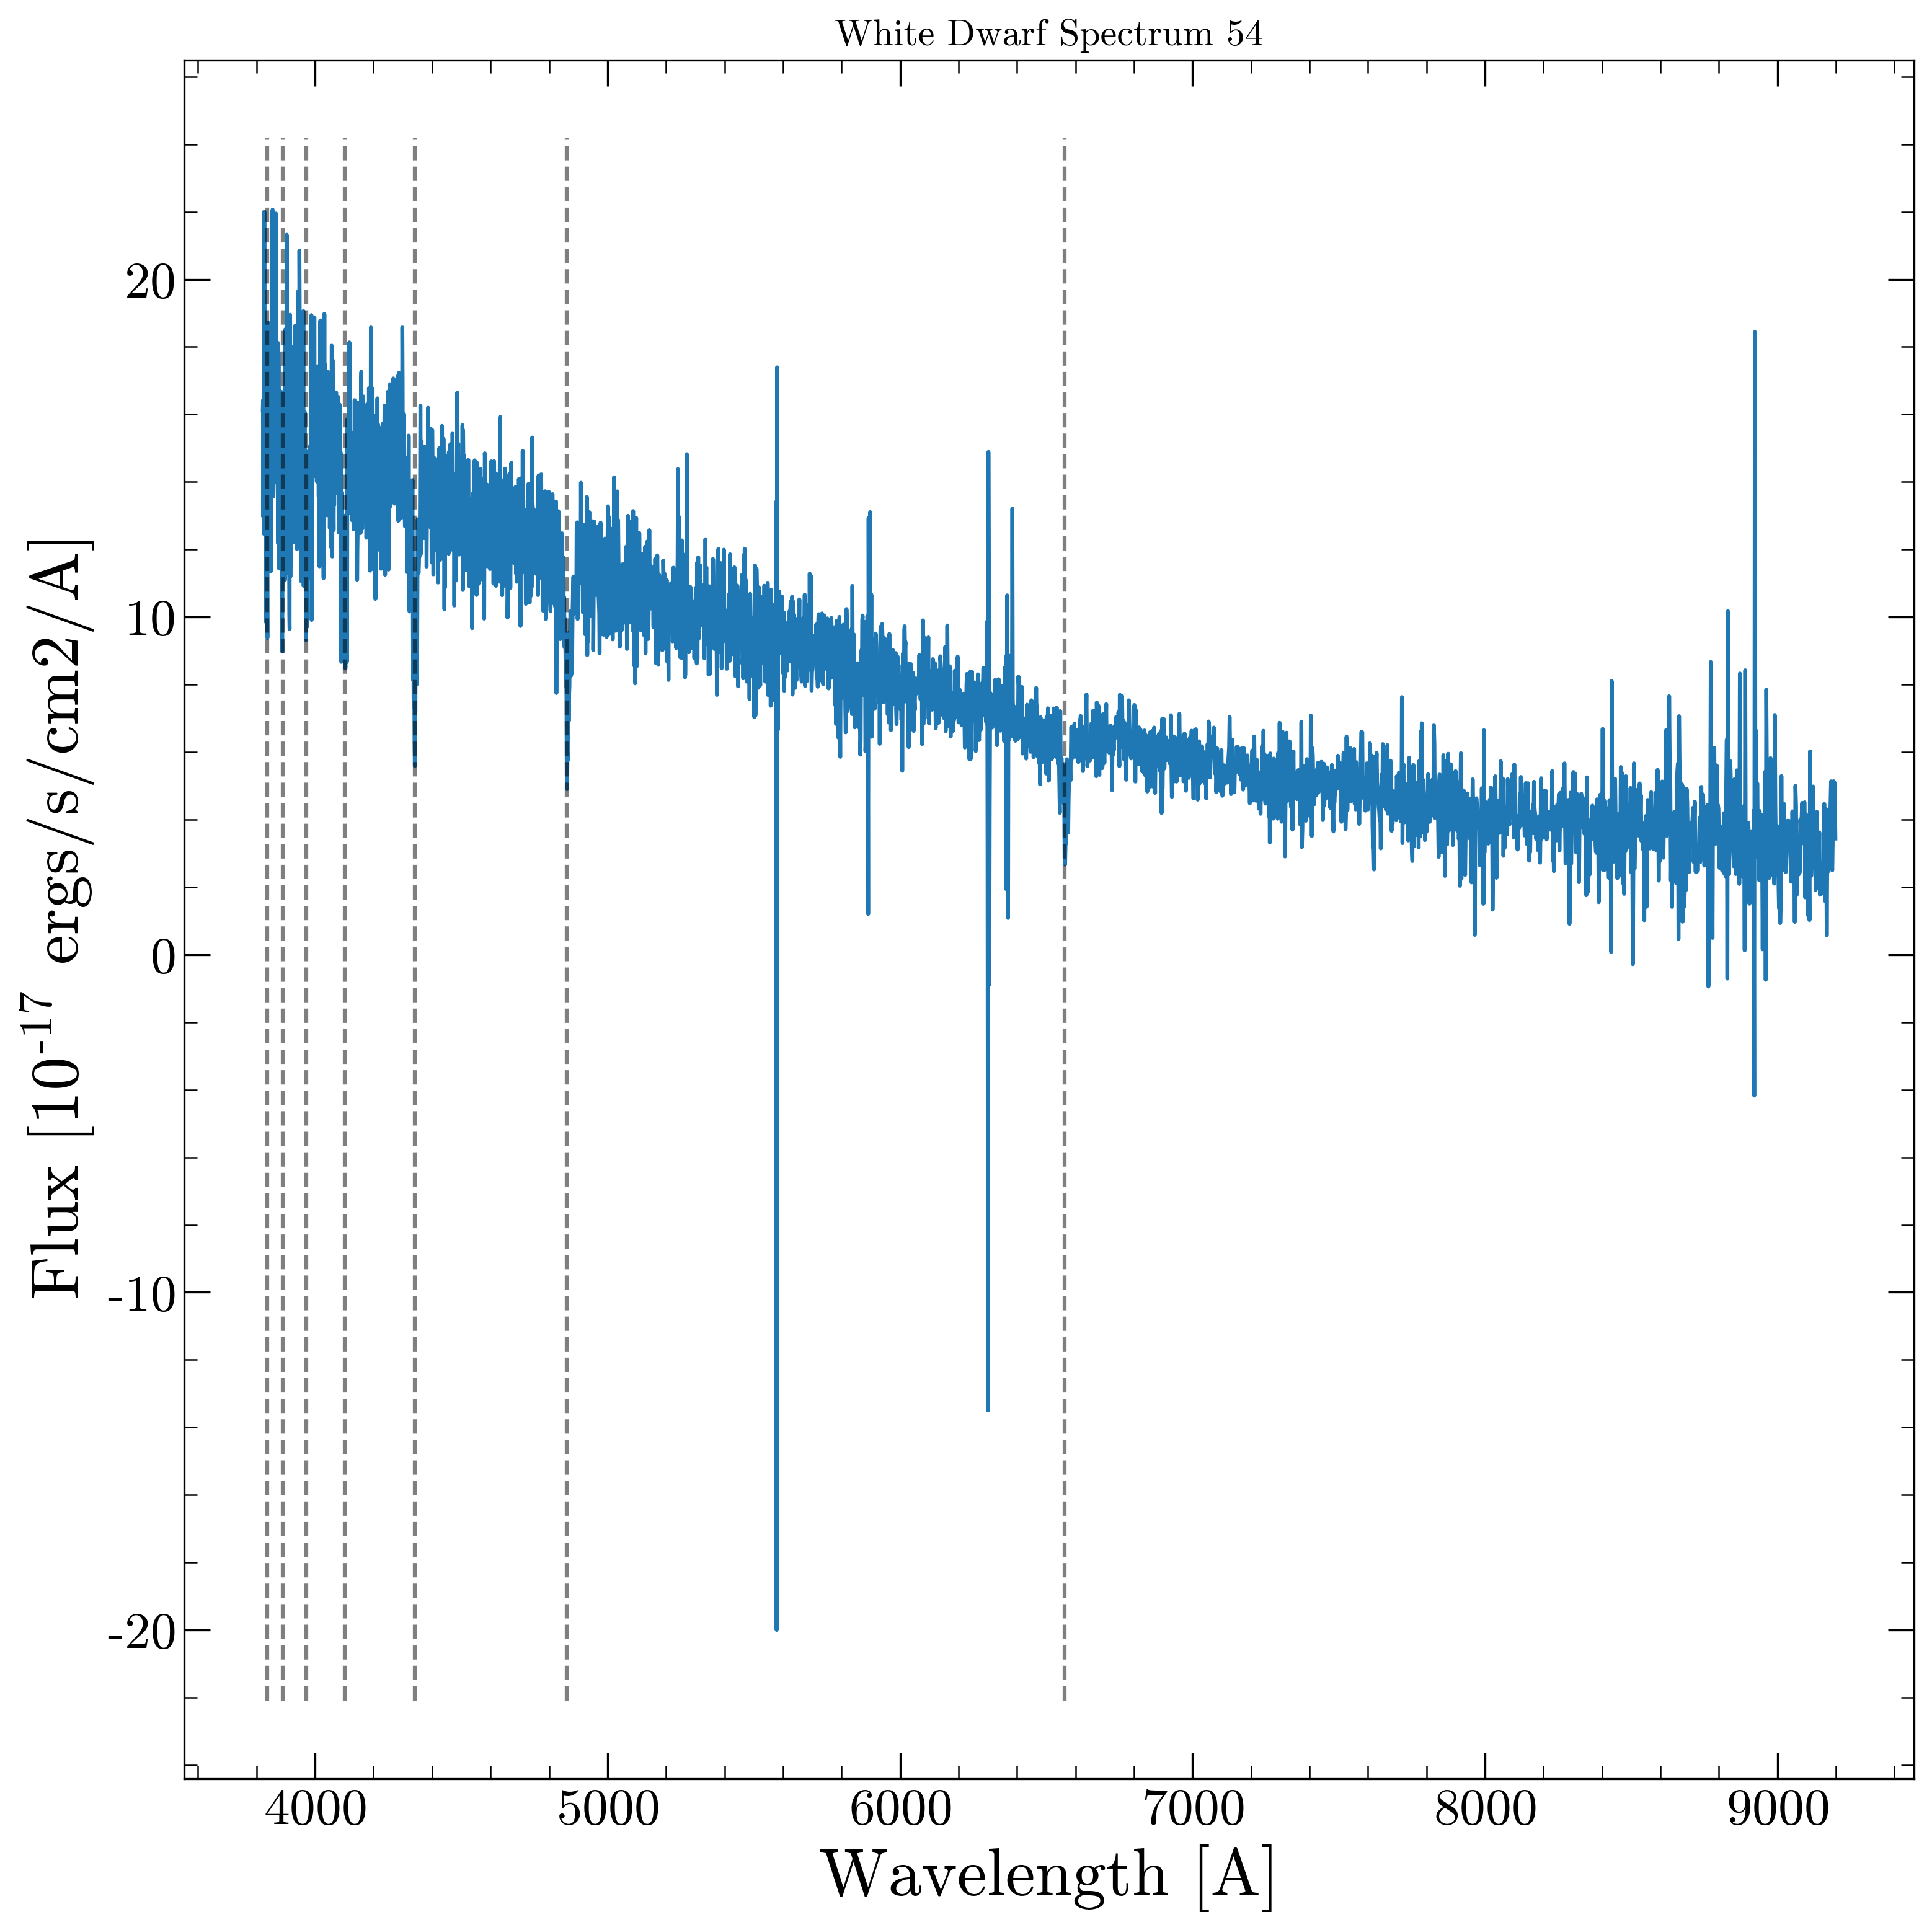 White Dwarf Spectrum 54
Flux [10-17 ergs/s/cm2/A]
20
10
0
-10
-20
4000 5000 6000 7000 8000 9000
Wavelength [A]